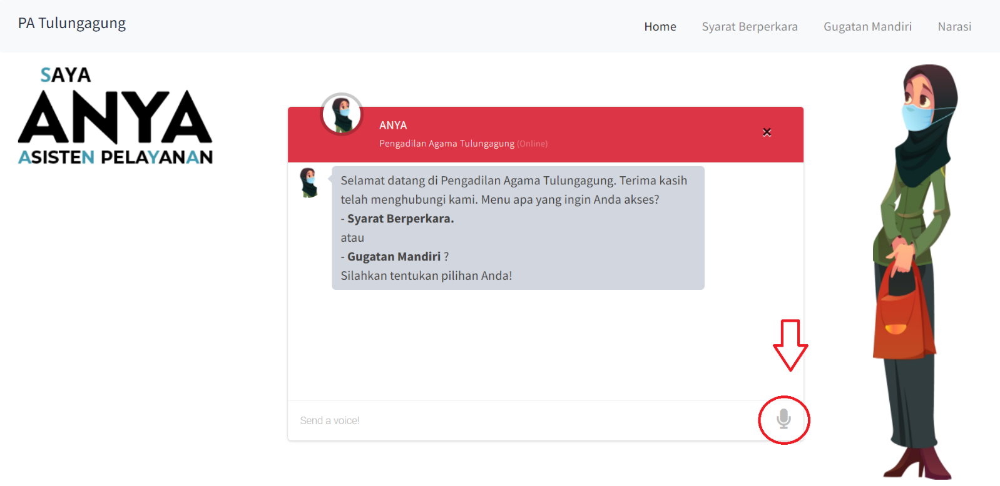 PA Tulungagung
Home
Syarat Berperkara
Gugatan Mandiri
Narasi
SAYA
ANYA
ASISTEN PELAYANAN
ANYA
Pengadilan Agama Tulungagung (Online)
Selamat datang di Pengadilan Agama Tulungagung. Terima kasih
telah menghubungi kami. Menu apa yang ingin Anda akses?
- Syarat Berperkara.
atau
- Gugatan Mandiri ?
Silahkan tentukan pilihan Anda!
Send a voice!